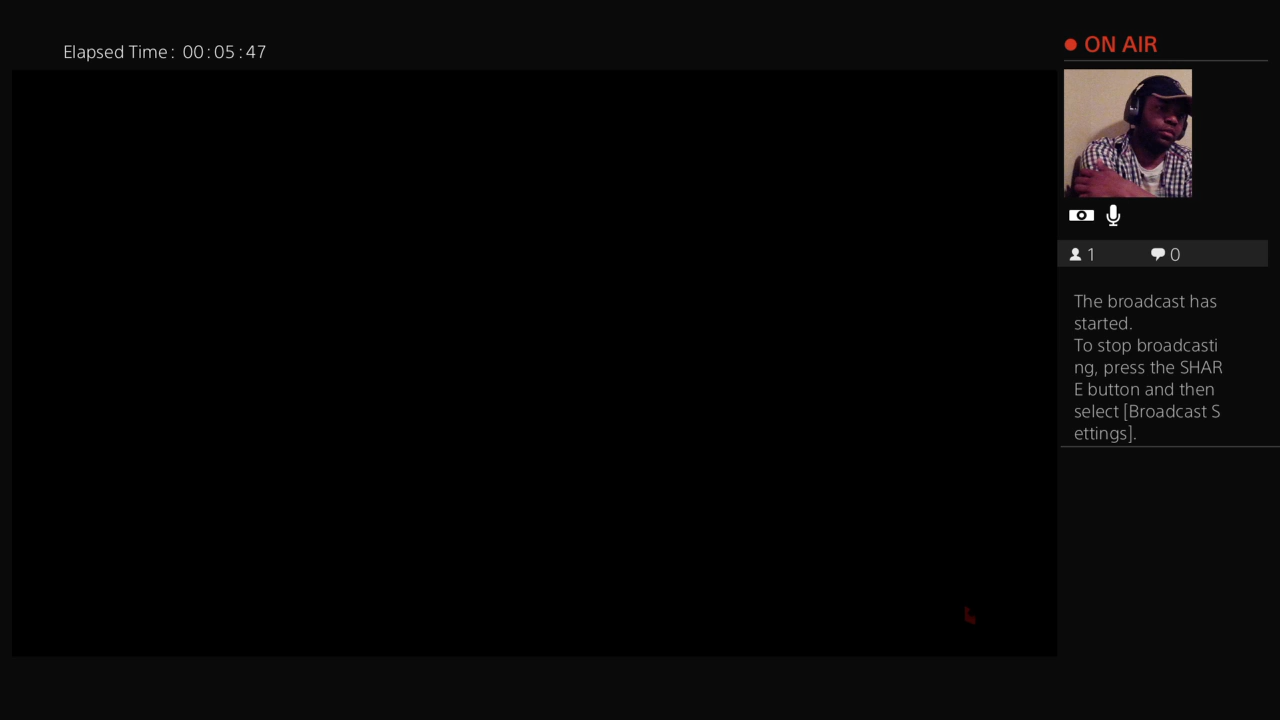 Elapsed Time: 00:05:47
ON AIR
1 0
The broadcast has
started.
To stop broadcasti
ng, press the SHAR
E button and then
select [Broadcast S
ettings].